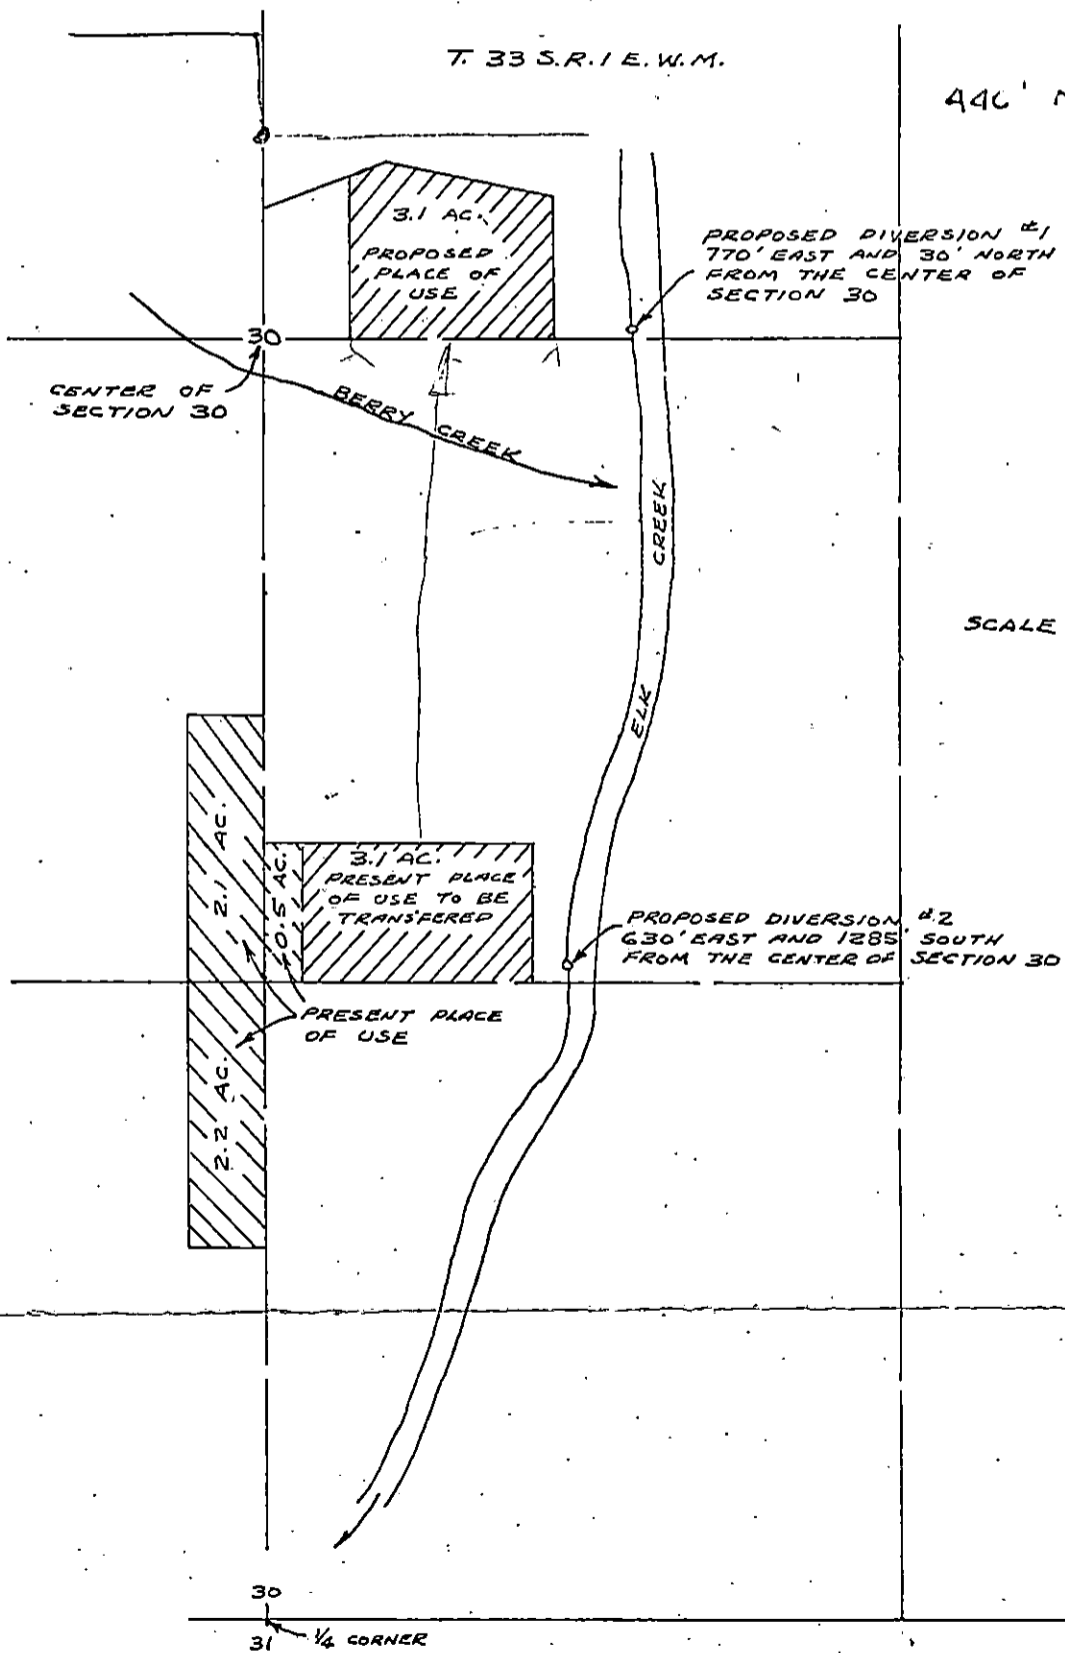 T. 33 S. R. 1 E. W. M.
3.1 AC.
PROPOSED
PLACE OF
USE
PROPOSED DIVERSION #1
770' EAST AND 30' NORTH
FROM THE CENTER OF
SECTION 30
30
CENTER OF
SECTION 30
BERRY CREEK
ELK CREEK
SCALE
2.1 AC.
0.5 AC.
3.1 AC.
PRESENT PLACE
OF USE TO BE
TRANSFERED
PROPOSED DIVERSION #2
630' EAST AND 1285' SOUTH
FROM THE CENTER OF SECTION 30
PRESENT PLACE
OF USE
2.2 AC.
30
31
1/4 CORNER